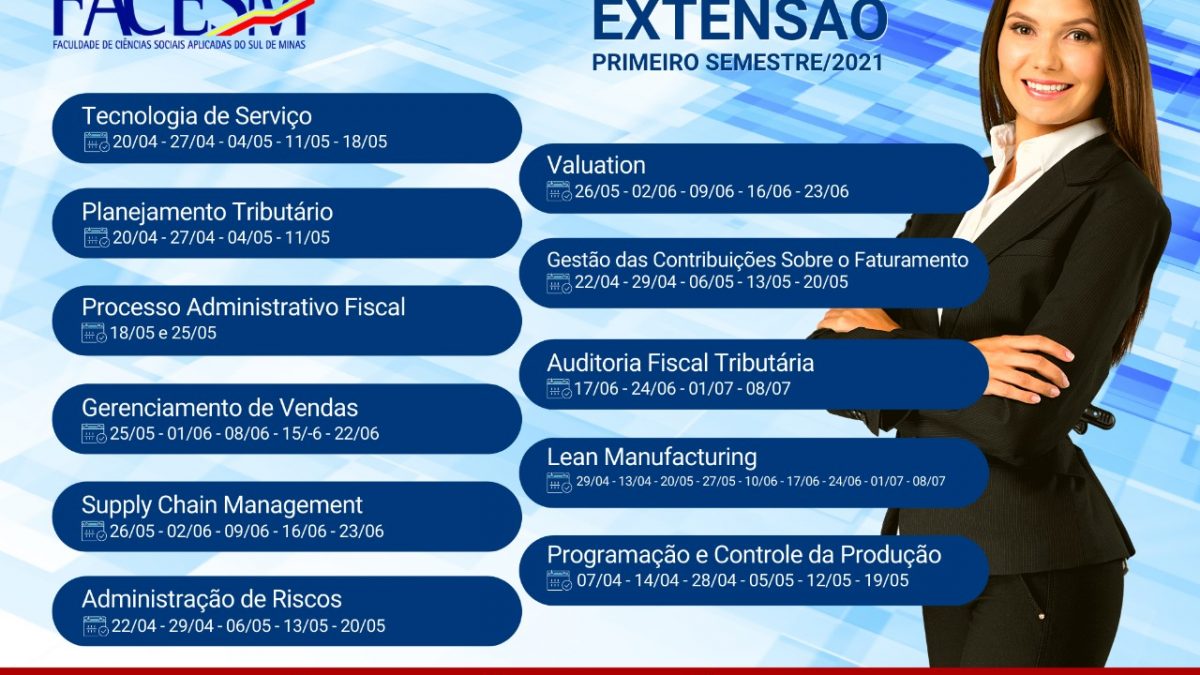 FACESM
FACULDADE DE CIÊNCIAS SOCIAIS APLICADAS DO SUL DE MINAS
EXTENSÃO
PRIMEIRO SEMESTRE/2021
Tecnologia de Serviço
20/04 - 27/04 - 04/05 - 11/05 - 18/05
Planejamento Tributário
20/04 - 27/04 - 04/05 - 11/05
Processo Administrativo Fiscal
18/05 e 25/05
Gerenciamento de Vendas
25/05 - 01/06 - 08/06 - 15/-6 - 22/06
Supply Chain Management
26/05 - 02/06 - 09/06 - 16/06 - 23/06
Administração de Riscos
22/04 - 29/04 - 06/05 - 13/05 - 20/05
Valuation
26/05 - 02/06 - 09/06 - 16/06 - 23/06
Gestão das Contribuições Sobre o Faturamento
22/04 - 29/04 - 06/05 - 13/05 - 20/05
Auditoria Fiscal Tributária
17/06 - 24/06 - 01/07 - 08/07
Lean Manufacturing
29/04 - 13/04 - 20/05 - 27/05 - 10/06 - 17/06 - 24/06 - 01/07 - 08/07
Programação e Controle da Produção
07/04 - 14/04 - 28/04 - 05/05 - 12/05 - 19/05